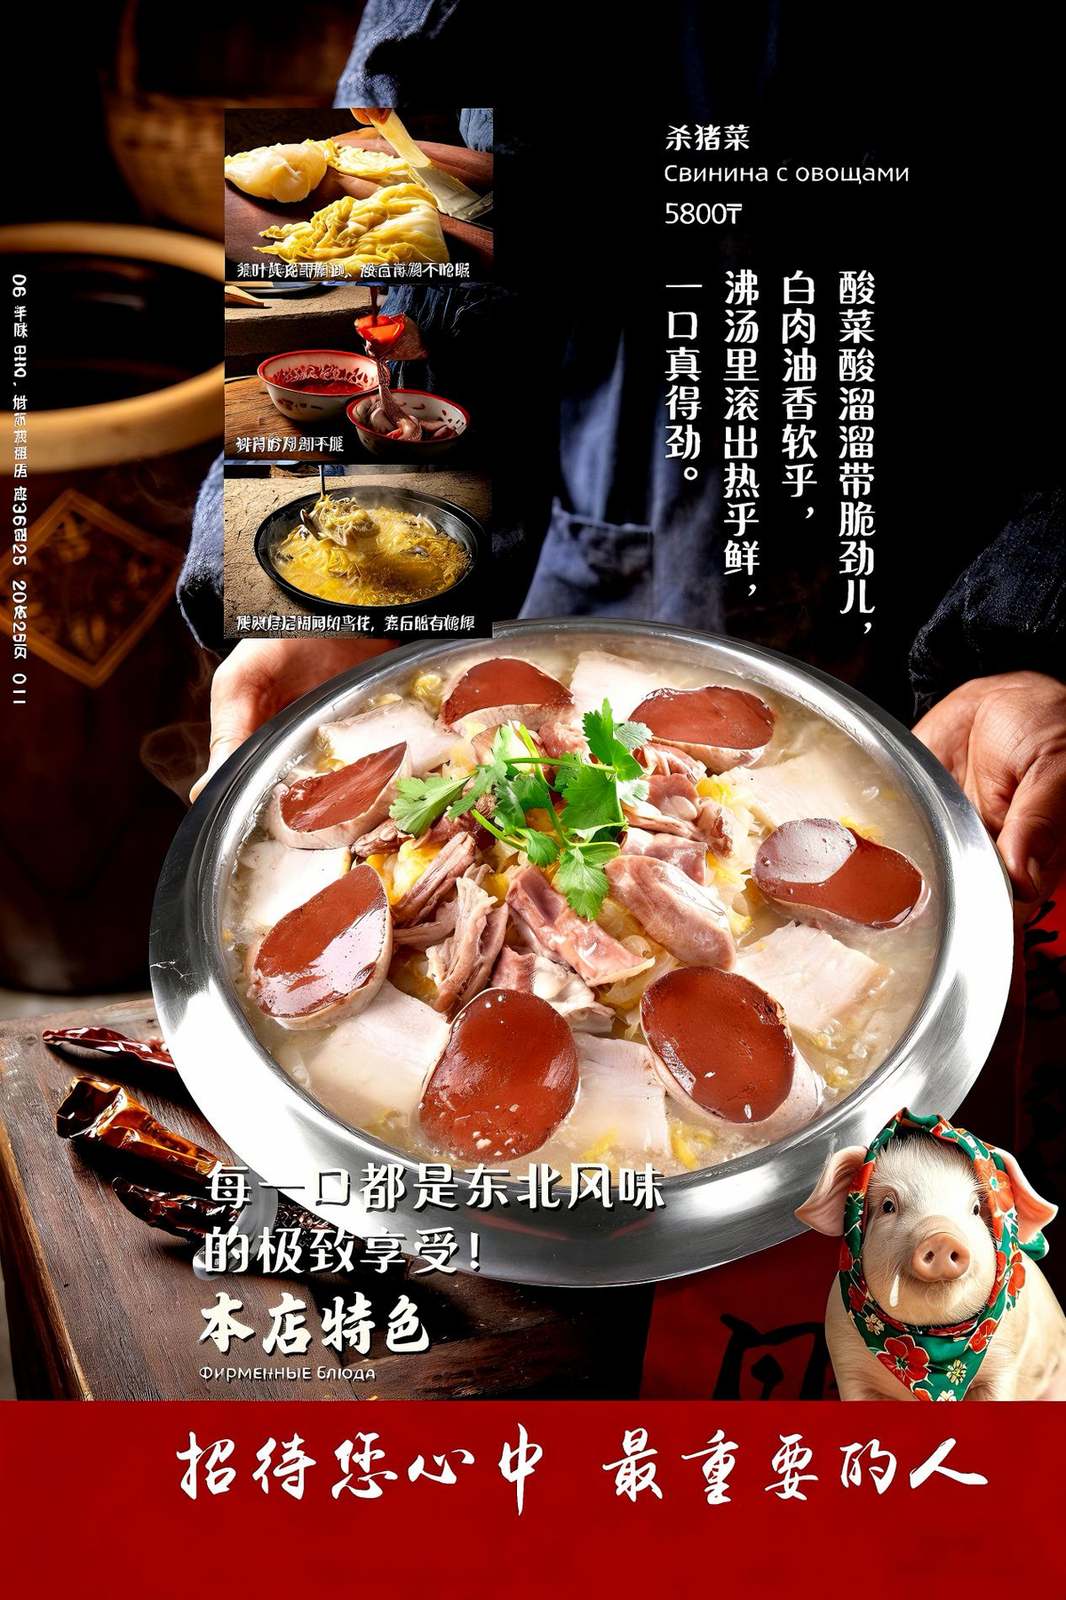 杀猪菜
Свинина с овощами
5800₸
酸菜酸溜溜带脆劲儿，
白肉油香软乎，
沸汤里滚出热乎鲜，
一口真得劲。
每一口都是东北风味
的极致享受！
本店特色
Фирменные блюда
招待您心中 最重要的人